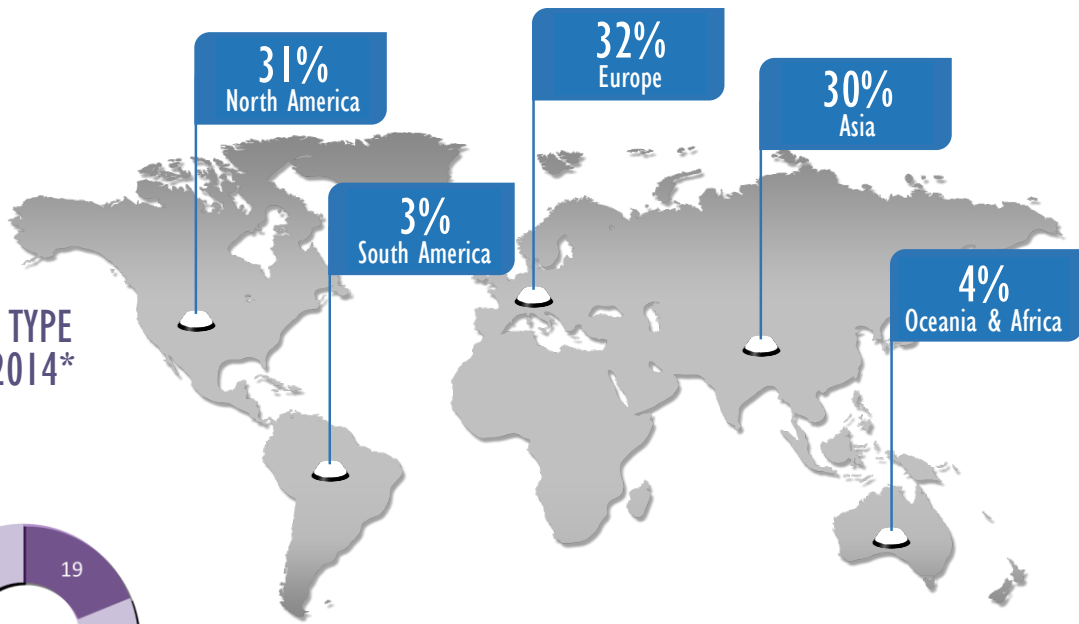 31%
North America
32%
Europe
30%
Asia
3%
South America
4%
Oceania & Africa
TYPE
2014*
19